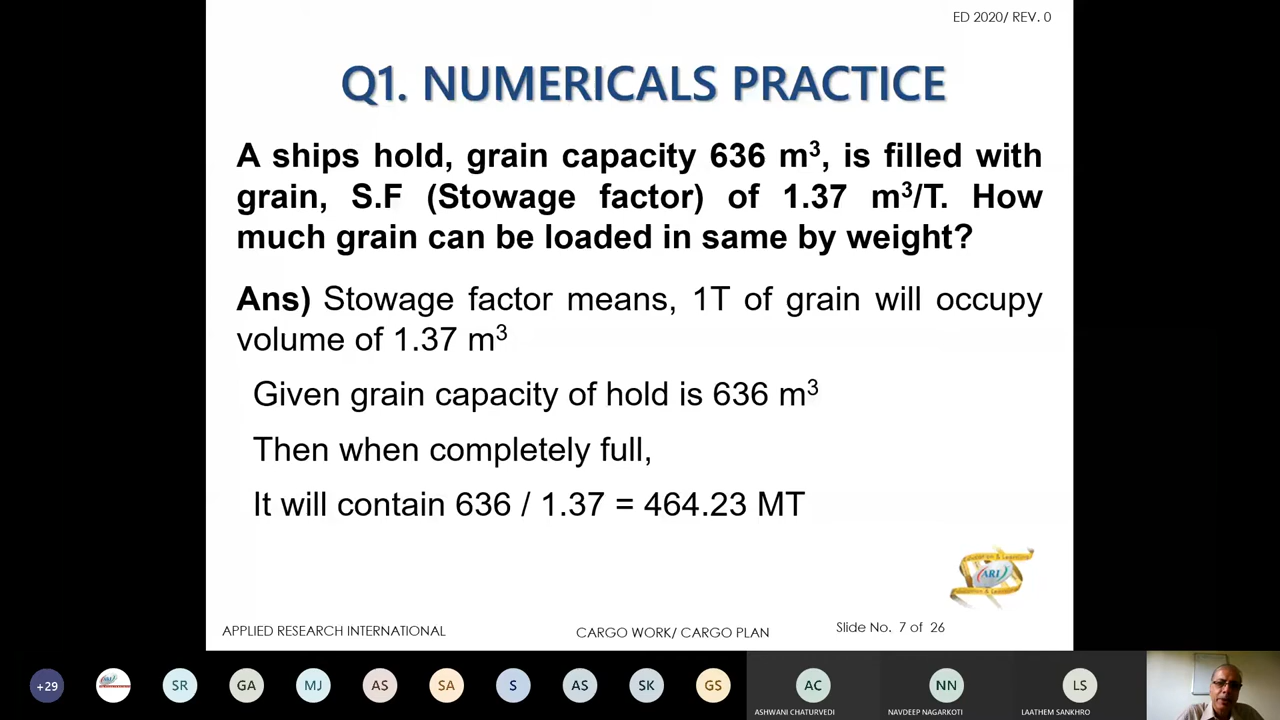 ED 2020/ REV. 0
Q1. NUMERICALS PRACTICE
A ships hold, grain capacity 636 m³, is filled with
grain, S.F (Stowage factor) of 1.37 m³/T. How
much grain can be loaded in same by weight?
Ans) Stowage factor means, 1T of grain will occupy
volume of 1.37 m³
Given grain capacity of hold is 636 m³
Then when completely full,
It will contain 636 / 1.37 = 464.23 MT
ARI
APPLIED RESEARCH INTERNATIONAL
CARGO WORK/ CARGO PLAN
Slide No. 7 of 26
+29
SR
GA
MJ
AS
SA
S
AS
SK
GS
AC
NN
LS
ASHWANI CHATURVEDI
NAVDEEP NAGARKOTI
LAATHEM SANKHRO